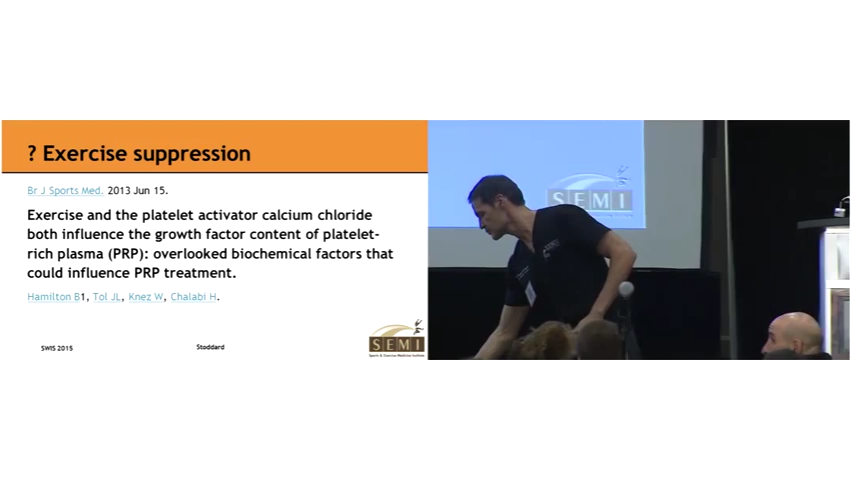 ? Exercise suppression
Br J Sports Med. 2013 Jun 15.
Exercise and the platelet activator calcium chloride
both influence the growth factor content of platelet-
rich plasma (PRP): overlooked biochemical factors that
could influence PRP treatment.
Hamilton B1, Tol JL, Knez W, Chalabi H.
SWIS 2015
Stoddard
SEMI
Sport & Exercise Medicine Institute
SEMI